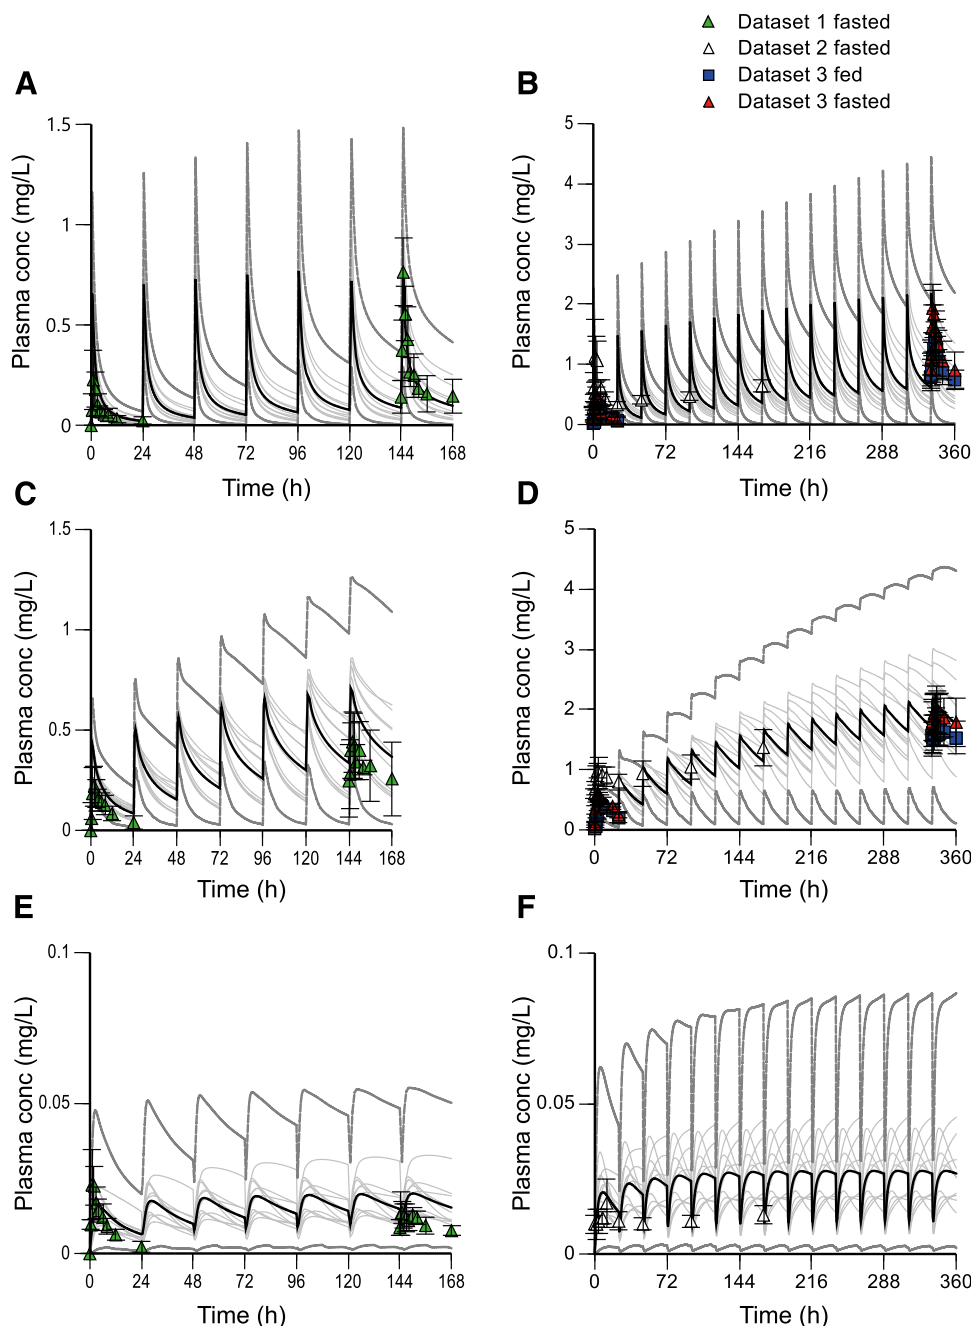 Dataset 1 fasted
Dataset 2 fasted
Dataset 3 fed
Dataset 3 fasted
A
Plasma conc (mg/L)
1.5
1
0.5
0
0 24 48 72 96 120 144 168
Time (h)
B
Plasma conc (mg/L)
5
4
3
2
1
0
0 72 144 216 288 360
Time (h)
C
Plasma conc (mg/L)
1.5
1
0.5
0
0 24 48 72 96 120 144 168
Time (h)
D
Plasma conc (mg/L)
5
4
3
2
1
0
0 72 144 216 288 360
Time (h)
E
Plasma conc (mg/L)
0.1
0.05
0
0 24 48 72 96 120 144 168
Time (h)
F
Plasma conc (mg/L)
0.1
0.05
0
0 72 144 216 288 360
Time (h)